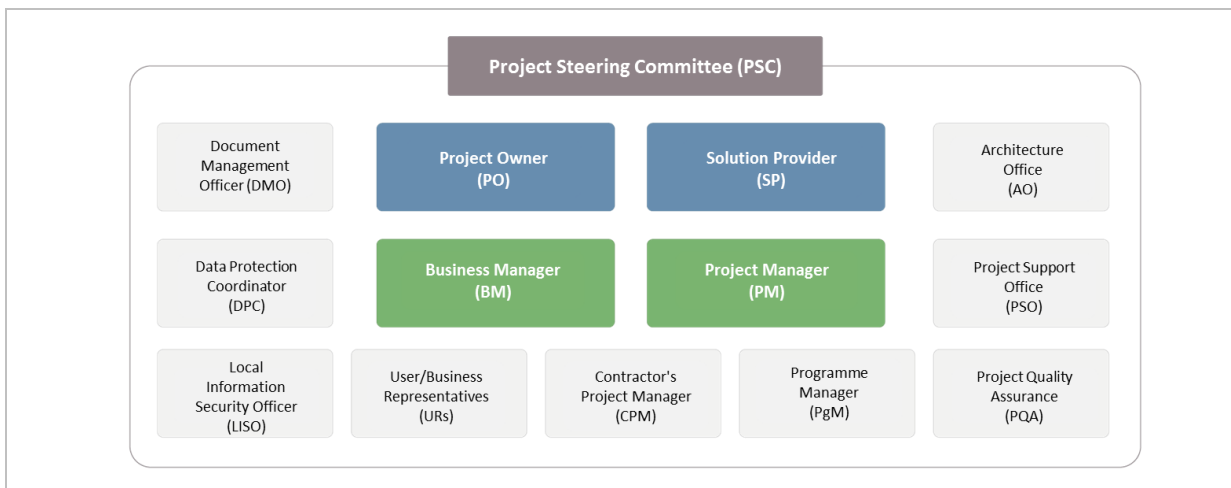 Project Steering Committee (PSC)
Document
Management
Officer (DMO)
Project Owner
(PO)
Solution Provider
(SP)
Architecture
Office
(AO)
Data Protection
Coordinator
(DPC)
Business Manager
(BM)
Project Manager
(PM)
Project Support
Office
(PSO)
Local
Information
Security Officer
(LISO)
User/Business
Representatives
(URs)
Contractor's
Project Manager
(CPM)
Programme
Manager
(PgM)
Project Quality
Assurance
(PQA)